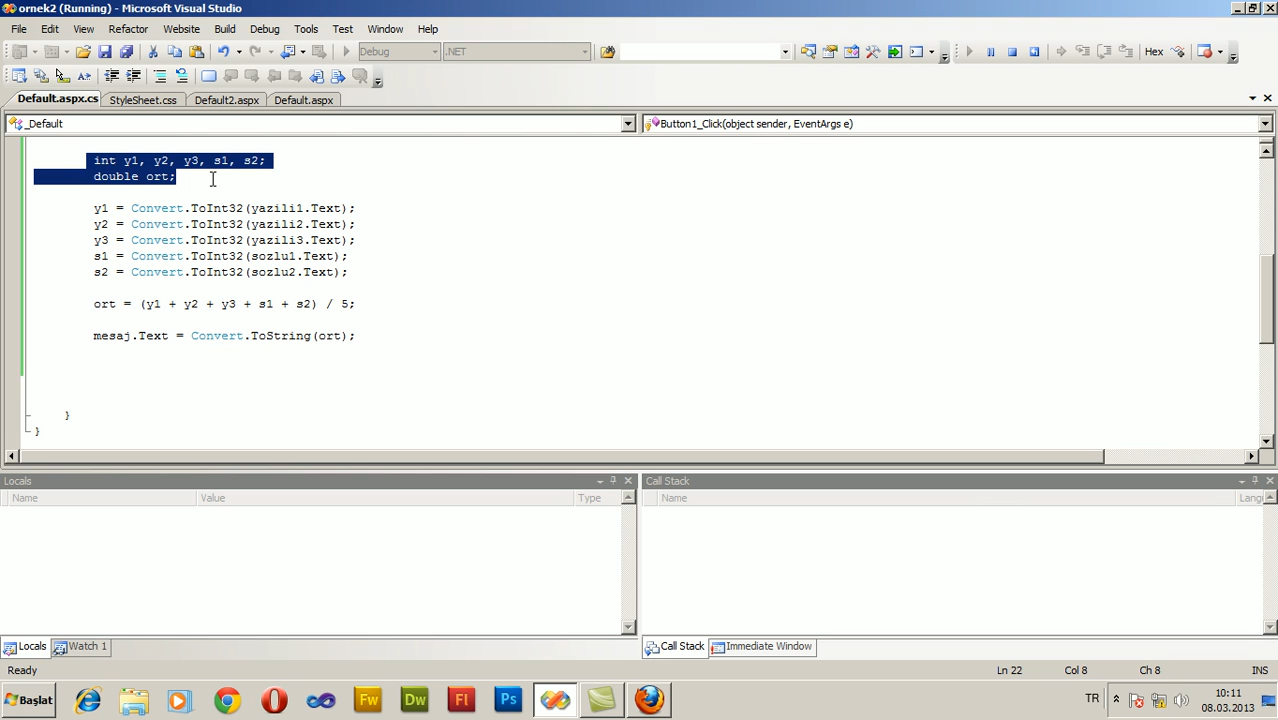 ornek2 (Running) - Microsoft Visual Studio
File Edit View Refactor Website Build Debug Tools Test Window Help
Debug .NET Hex
Default.aspx.cs StyleSheet.css Default2.aspx Default.aspx
_Default Button1_Click(object sender, EventArgs e)
int y1, y2, y3, s1, s2;
double ort;
y1 = Convert.ToInt32(yazili1.Text);
y2 = Convert.ToInt32(yazili2.Text);
y3 = Convert.ToInt32(yazili3.Text);
s1 = Convert.ToInt32(sozlu1.Text);
s2 = Convert.ToInt32(sozlu2.Text);
ort = (y1 + y2 + y3 + s1 + s2) / 5;
mesaj.Text = Convert.ToString(ort);
}
}
Locals Call Stack
Name Value Type Name Langu
Locals Watch 1 Call Stack Immediate Window
Ready Ln 22 Col 8 Ch 8 INS
Başlat Fw Dw Fl Ps TR 10:11
08.03.2013